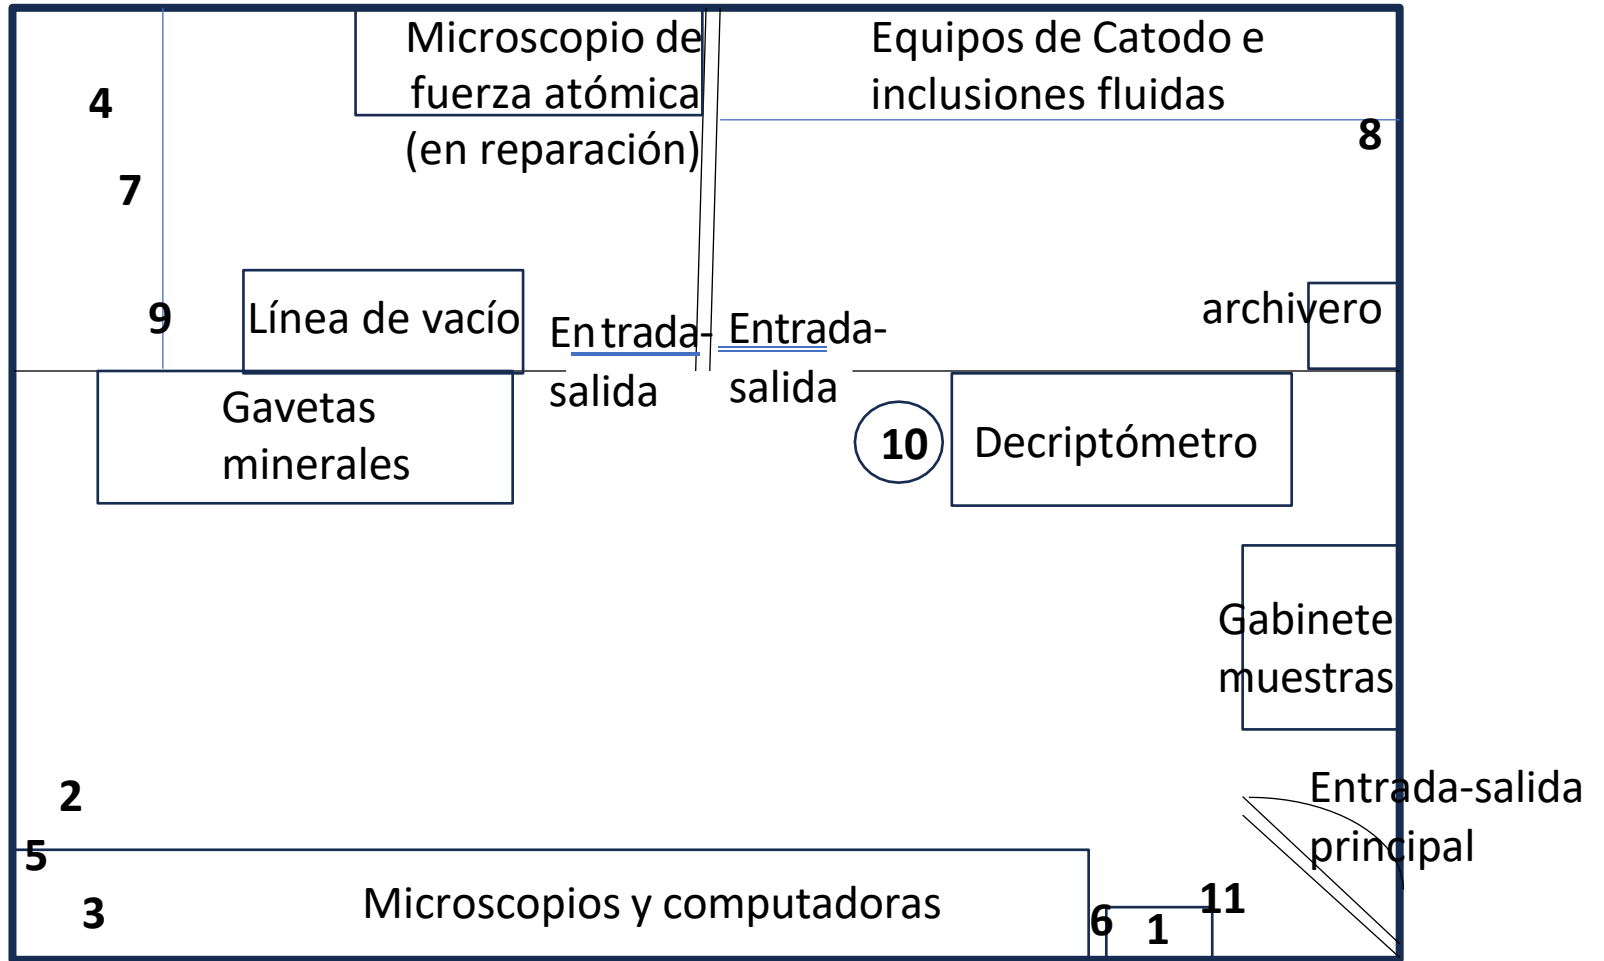 Microscopio de
fuerza atómica
(en reparación)
Equipos de Catodo e
inclusiones fluidas
4
8
7
9
Línea de vacío
Entrada-
salida
Entrada-
salida
archivero
Gavetas
minerales
10
Decriptómetro
Gabinete
muestras
2
Entrada-salida
principal
5
3
Microscopios y computadoras
6
1
11